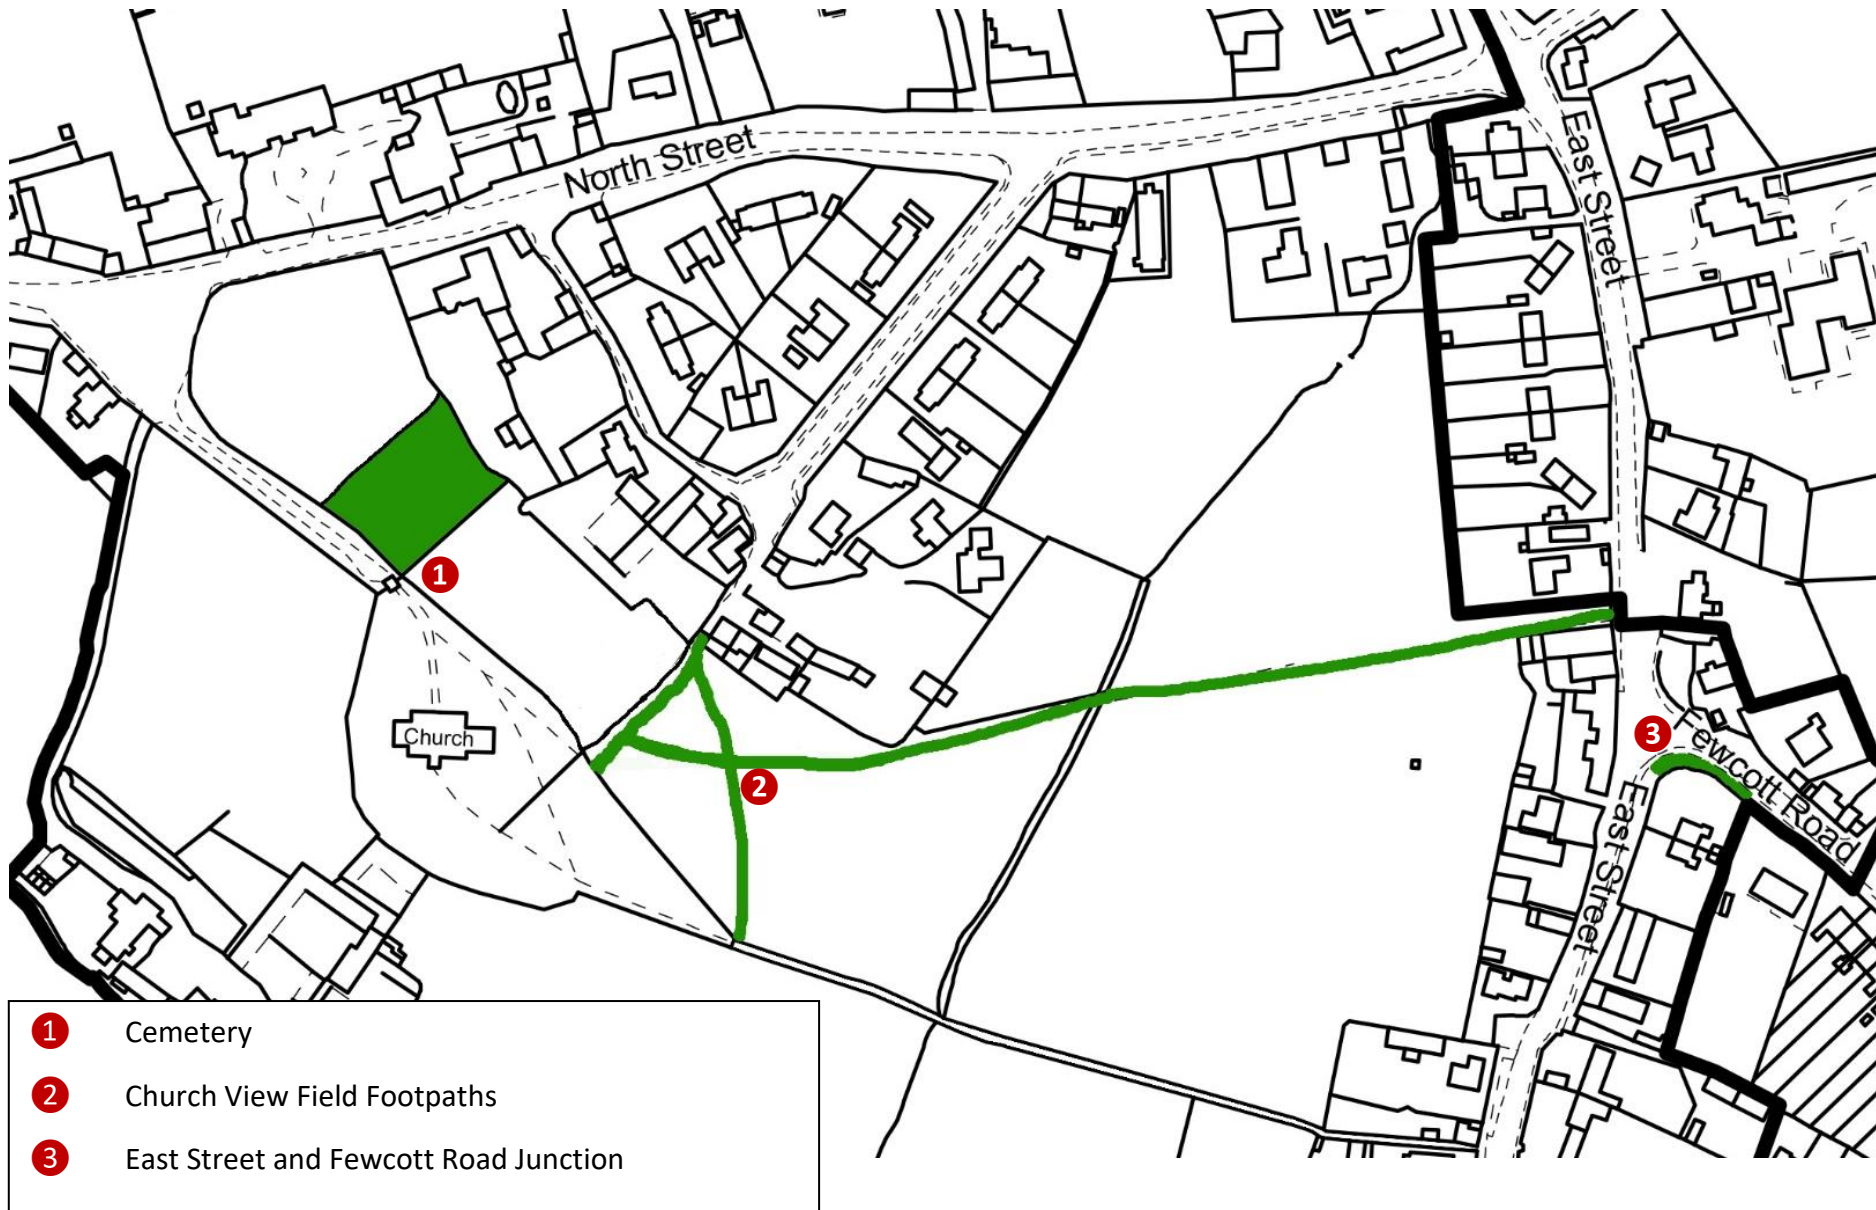 North Street
East Street
1
Church
2
3
Fewcott Road
East Street
1 Cemetery
2 Church View Field Footpaths
3 East Street and Fewcott Road Junction